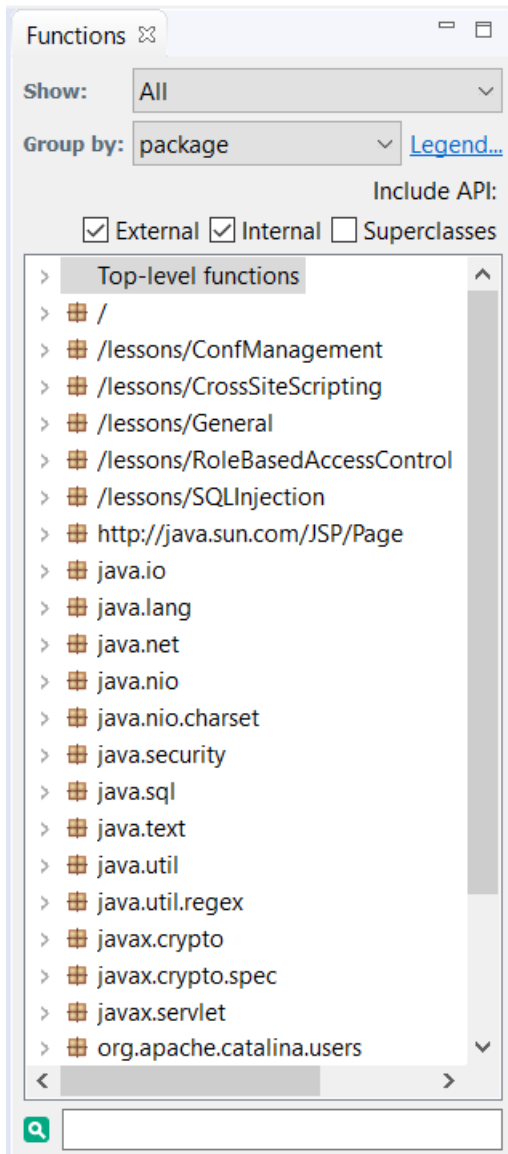 Functions
Show: All
Group by: package Legend...
Include API:
External Internal Superclasses
Top-level functions
/
/lessons/ConfManagement
/lessons/CrossSiteScripting
/lessons/General
/lessons/RoleBasedAccessControl
/lessons/SQLInjection
http://java.sun.com/JSP/Page
java.io
java.lang
java.net
java.nio
java.nio.charset
java.security
java.sql
java.text
java.util
java.util.regex
javax.crypto
javax.crypto.spec
javax.servlet
org.apache.catalina.users